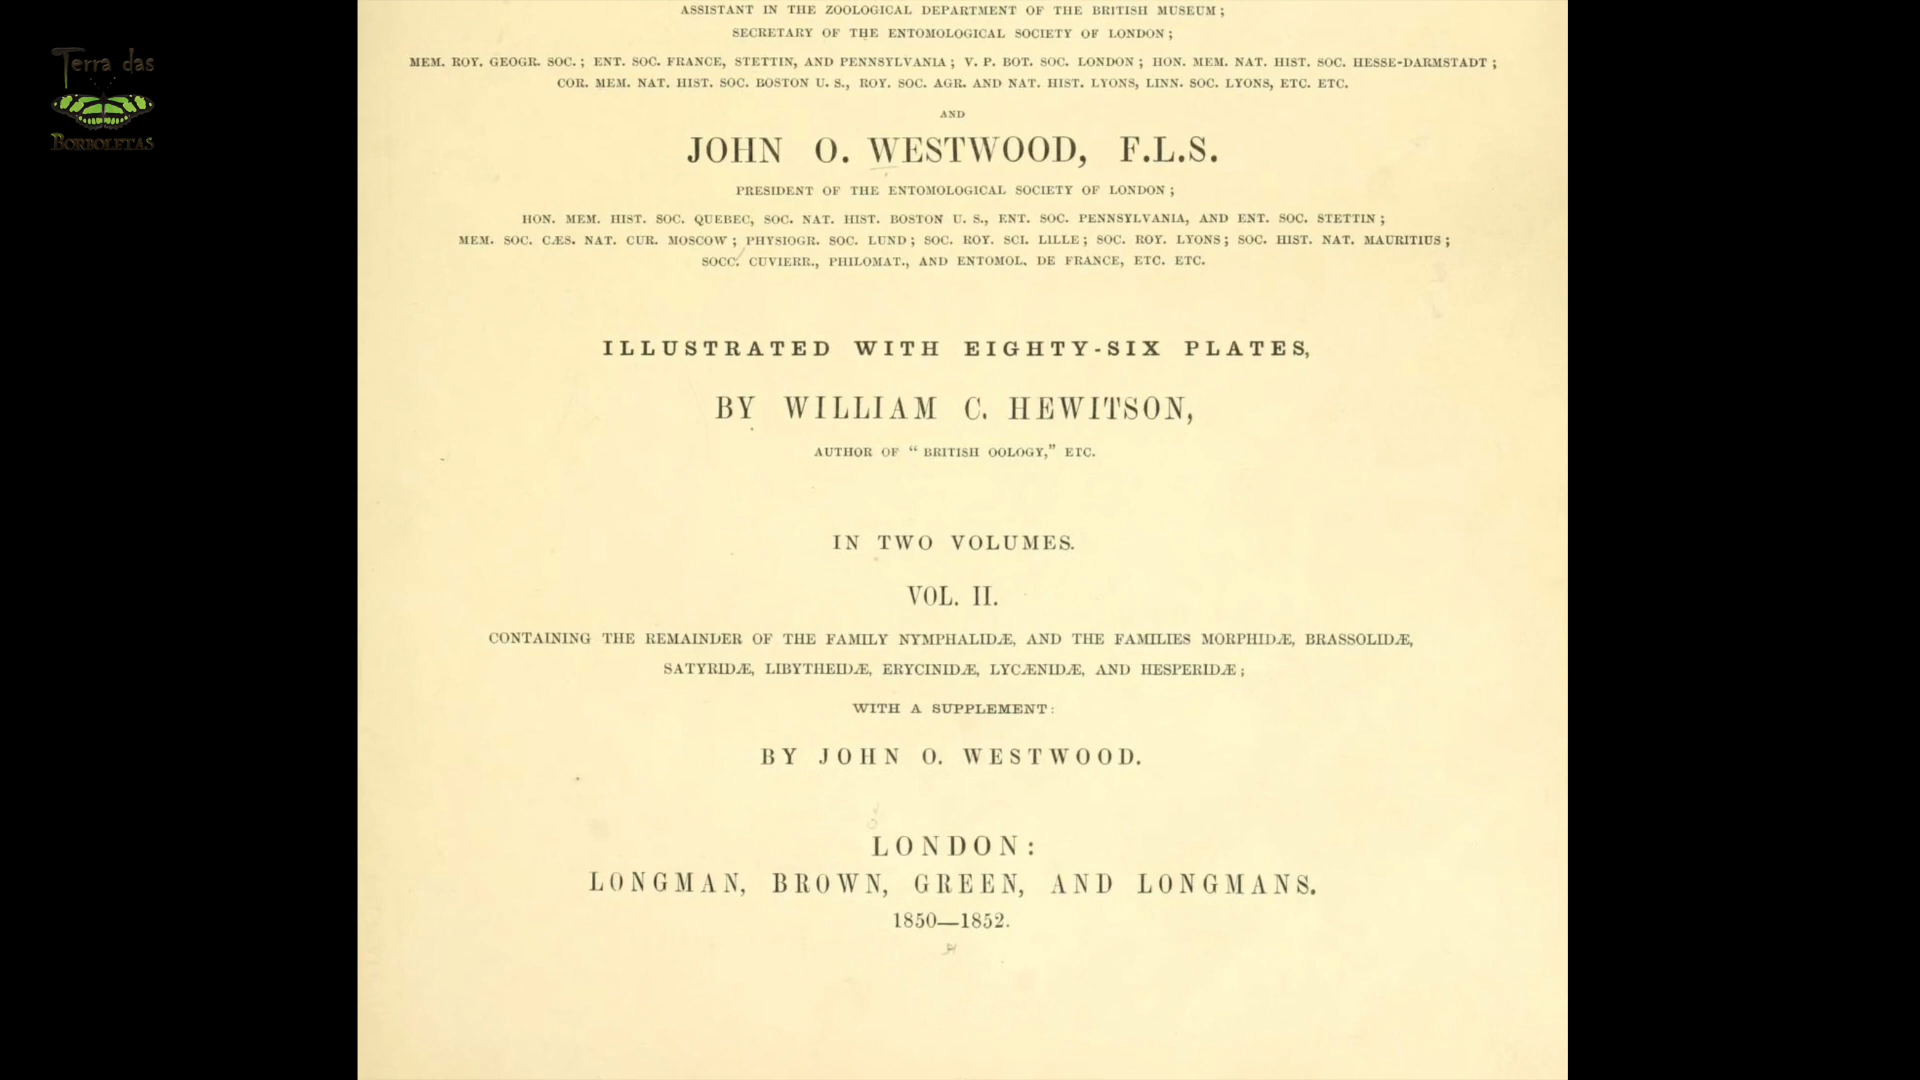 Terra das
BORBOLETAS
ASSISTANT IN THE ZOOLOGICAL DEPARTMENT OF THE BRITISH MUSEUM;
SECRETARY OF THE ENTOMOLOGICAL SOCIETY OF LONDON;
MEM. ROY. GEOGR. SOC.; ENT. SOC. FRANCE, STETTIN, AND PENNSYLVANIA; V. P. BOT. SOC. LONDON; HON. MEM. NAT. HIST. SOC. HESSE-DARMSTADT;
COR. MEM. NAT. HIST. SOC. BOSTON U. S., ROY. SOC. AGR. AND NAT. HIST. LYONS, LINN. SOC. LYONS, ETC. ETC.
AND
JOHN O. WESTWOOD, F.L.S.
PRESIDENT OF THE ENTOMOLOGICAL SOCIETY OF LONDON;
HON. MEM. HIST. SOC. QUEBEC, SOC. NAT. HIST. BOSTON U. S., ENT. SOC. PENNSYLVANIA, AND ENT. SOC. STETTIN;
MEM. SOC. CÆS. NAT. CUR. MOSCOW; PHYSIOGR. SOC. LUND; SOC. ROY. SCI. LILLE; SOC. ROY. LYONS; SOC. HIST. NAT. MAURITIUS;
SOCC. CUVIERR., PHILOMAT., AND ENTOMOL. DE FRANCE, ETC. ETC.
ILLUSTRATED WITH EIGHTY-SIX PLATES,
BY WILLIAM C. HEWITSON,
AUTHOR OF “BRITISH OOLOGY,” ETC.
IN TWO VOLUMES.
VOL. II.
CONTAINING THE REMAINDER OF THE FAMILY NYMPHALIDÆ, AND THE FAMILIES MORPHIDÆ, BRASSOLIDÆ,
SATYRIDÆ, LIBYTHEIDÆ, ERYCINIDÆ, LYCÆNIDÆ, AND HESPERIDÆ;
WITH A SUPPLEMENT:
BY JOHN O. WESTWOOD.
LONDON:
LONGMAN, BROWN, GREEN, AND LONGMANS.
1850—1852.